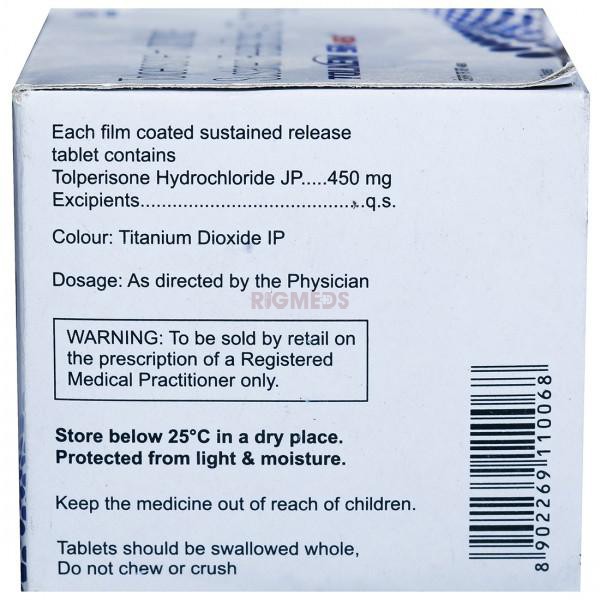 Each film coated sustained release
tablet contains
Tolperisone Hydrochloride JP.....450 mg
Excipients..........................................q.s.
Colour: Titanium Dioxide IP
Dosage: As directed by the Physician
RIGMEDS
WARNING: To be sold by retail on
the prescription of a Registered
Medical Practitioner only.
Store below 25°C in a dry place.
Protected from light & moisture.
Keep the medicine out of reach of children.
Tablets should be swallowed whole,
Do not chew or crush
8 902269 110068